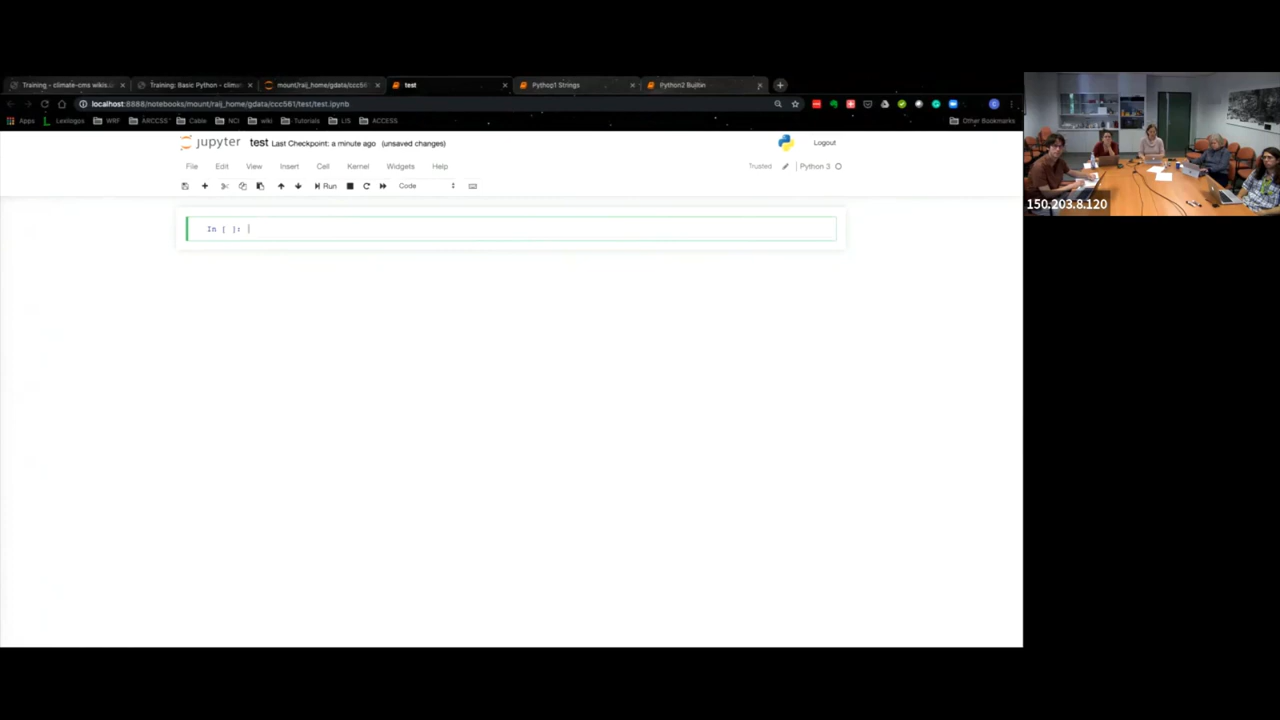 Training - climate-cms wikis.u
Training: Basic Python - clima
mount/raij_home/gdata/ccc561
test
Python1 Strings
Python2 Builtin
localhost:8888/notebooks/mount/raij_home/gdata/ccc561/test/test.ipynb
Apps Lexilogos WRF ARCCSS Cable NCI wiki Tutorials LIS ACCESS Other Bookmarks
jupyter test Last Checkpoint: a minute ago (unsaved changes) Logout
File Edit View Insert Cell Kernel Widgets Help Trusted Python 3
Run Code
In [ ]:
150.203.8.120